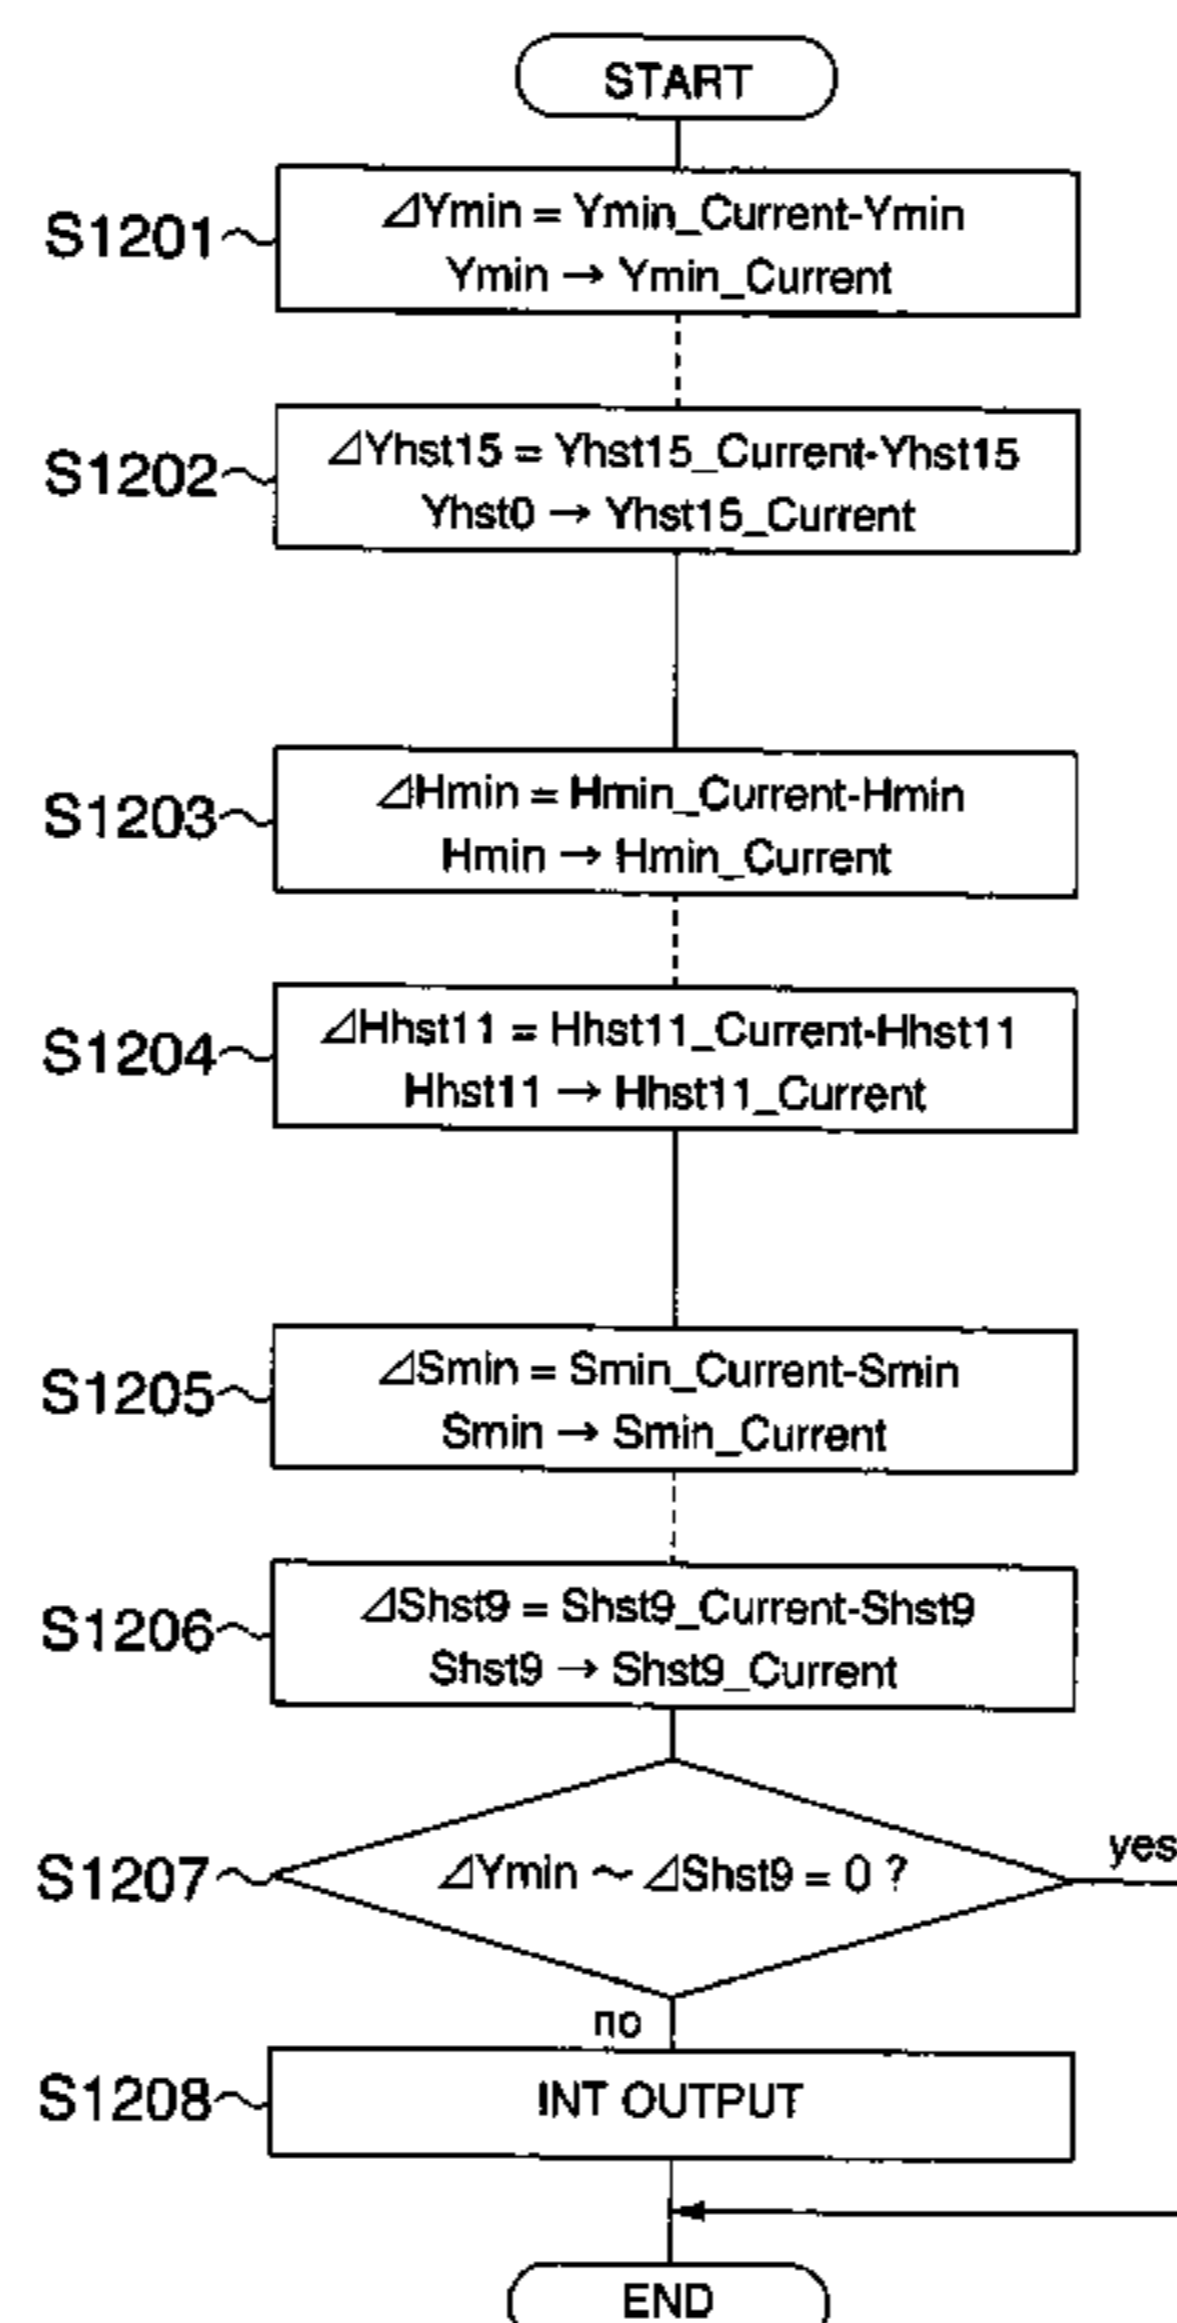 START
S1201
⊿Ymin = Ymin_Current-Ymin
Ymin → Ymin_Current
S1202
⊿Yhst15 = Yhst15_Current-Yhst15
Yhst0 → Yhst15_Current
S1203
⊿Hmin = Hmin_Current-Hmin
Hmin → Hmin_Current
S1204
⊿Hhst11 = Hhst11_Current-Hhst11
Hhst11 → Hhst11_Current
S1205
⊿Smin = Smin_Current-Smin
Smin → Smin_Current
S1206
⊿Shst9 = Shst9_Current-Shst9
Shst9 → Shst9_Current
S1207
⊿Ymin ～ ⊿Shst9 = 0 ?
yes
no
S1208
INT OUTPUT
END